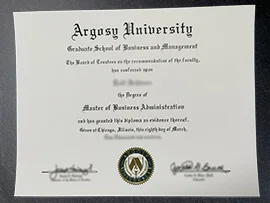 Argosy University
Graduate School of Business and Management
The Board of Trustees on the recommendation of the faculty,
has conferred upon
the Degree of
Master of Business Administration
and has granted this diploma as evidence thereof.
Given at Chicago, Illinois, this eighth day of March,